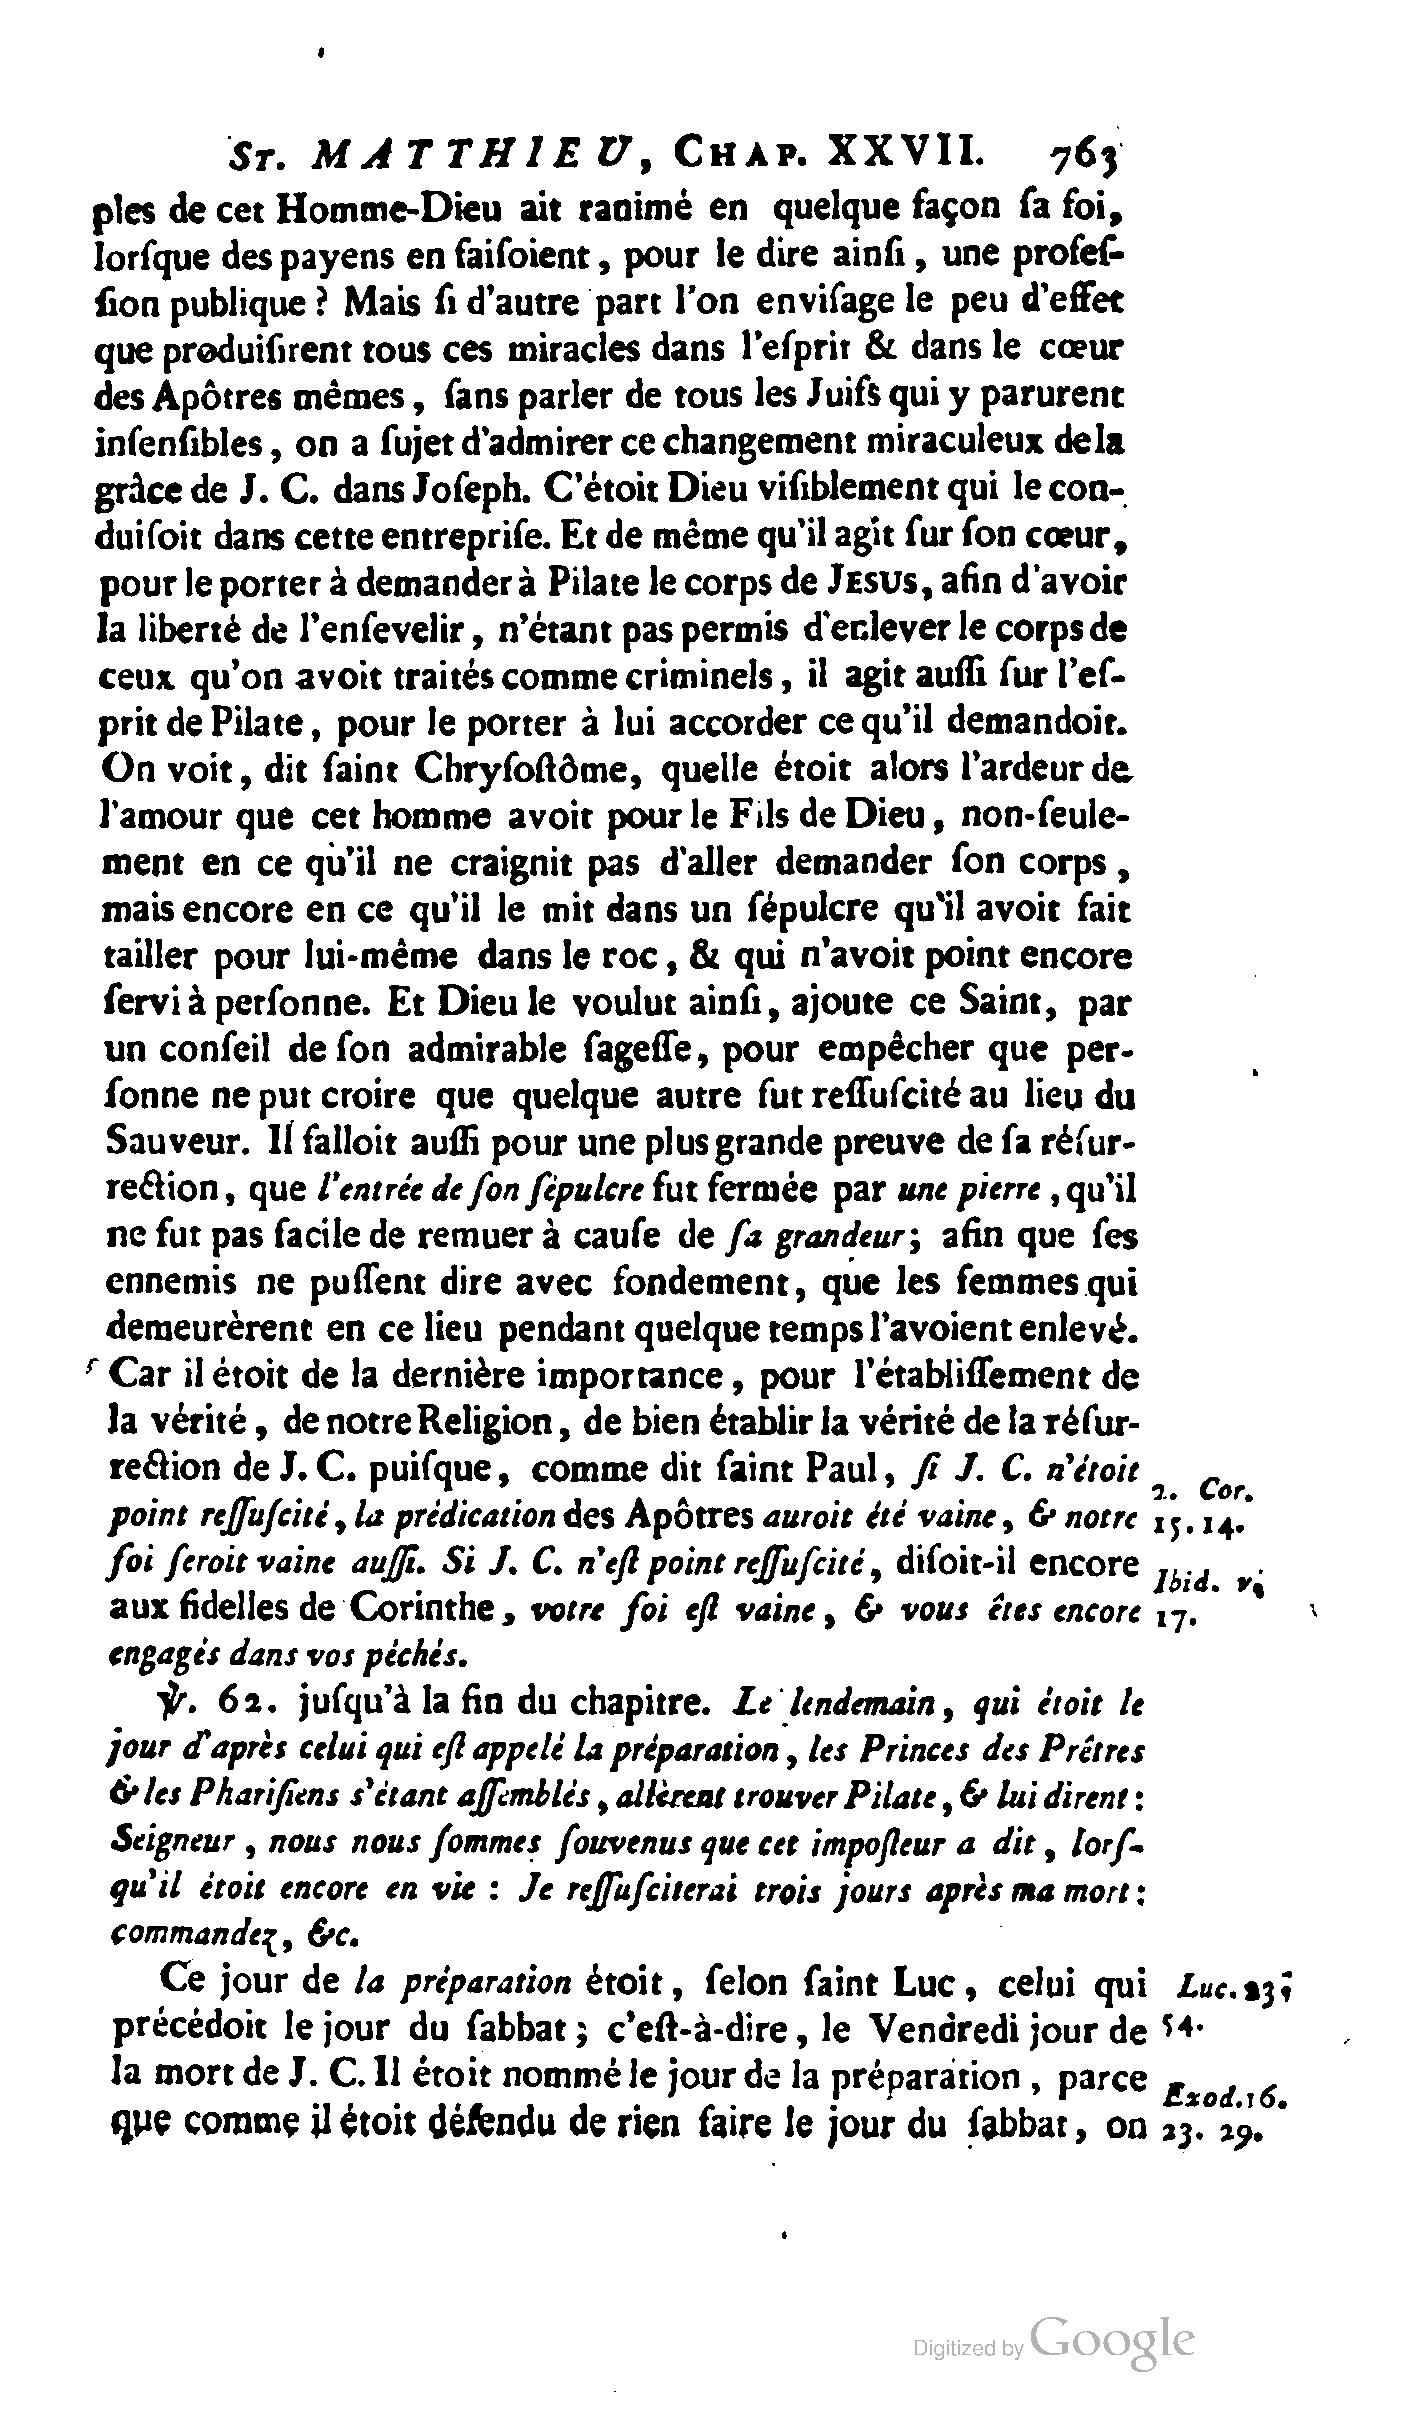 ST. MATTHIEU, CHAP. XXVII. 763
ples de cet Homme-Dieu ait ranimé en quelque façon ſa foi,
lorſque des payens en faiſoient, pour le dire ainſi, une profeſ-
ſion publique ? Mais ſi d'autre part l'on enviſage le peu d'effet
que produiſirent tous ces miracles dans l'eſprit & dans le cœur
des Apôtres mêmes, ſans parler de tous les Juifs qui y parurent
inſenſibles, on a ſujet d'admirer ce changement miraculeux de la
grâce de J. C. dans Joſeph. C'étoit Dieu viſiblement qui le con-
duiſoit dans cette entrepriſe. Et de même qu'il agit ſur ſon cœur,
pour le porter à demander à Pilate le corps de JESUS, afin d'avoir
la liberté de l'enſevelir, n'étant pas permis d'enlever le corps de
ceux qu'on avoit traités comme criminels, il agit auſſi ſur l'eſ-
prit de Pilate, pour le porter à lui accorder ce qu'il demandoit.
On voit, dit ſaint Chryſoſtôme, quelle étoit alors l'ardeur de
l'amour que cet homme avoit pour le Fils de Dieu, non-ſeule-
ment en ce qu'il ne craignit pas d'aller demander ſon corps,
mais encore en ce qu'il le mit dans un ſépulcre qu'il avoit fait
tailler pour lui-même dans le roc, & qui n'avoit point encore
ſervi à perſonne. Et Dieu le voulut ainſi, ajoute ce Saint, par
un conſeil de ſon admirable ſageſſe, pour empêcher que per-
ſonne ne put croire que quelque autre fut reſſuſcité au lieu du
Sauveur. Il falloit auſſi pour une plus grande preuve de ſa réſur-
rection, que l'entrée de ſon ſépulcre fut fermée par une pierre, qu'il
ne fut pas facile de remuer à cauſe de ſa grandeur; afin que ſes
ennemis ne puſſent dire avec fondement, que les femmes qui
demeurèrent en ce lieu pendant quelque temps l'avoient enlevé.
Car il étoit de la dernière importance, pour l'établiſſement de
la vérité, de notre Religion, de bien établir la vérité de la réſur-
rection de J. C. puiſque, comme dit ſaint Paul, ſi J. C. n'étoit
point reſſuſcité, la prédication des Apôtres auroit été vaine, & notre
foi ſeroit vaine auſſi. Si J. C. n'eſt point reſſuſcité, diſoit-il encore
aux fidelles de Corinthe, votre foi eſt vaine, & vous êtes encore
engagés dans vos péchés.
2. Cor.
15. 14.
Ibid. v.
17.
℣. 62. juſqu'à la fin du chapitre. Le lendemain, qui étoit le
jour d'après celui qui eſt appelé la préparation, les Princes des Prêtres
& les Phariſiens s'étant aſſemblés, allèrent trouver Pilate, & lui dirent :
Seigneur, nous nous ſommes ſouvenus que cet impoſteur a dit, lorſ-
qu'il étoit encore en vie : Je reſſuſciterai trois jours après ma mort :
commandez, &c.
Ce jour de la préparation étoit, ſelon ſaint Luc, celui qui
précédoit le jour du ſabbat; c'eſt-à-dire, le Vendredi jour de
la mort de J. C. Il étoit nommé le jour de la préparation, parce
que comme il étoit défendu de rien faire le jour du ſabbat, on
Luc. 23.
54.
Exod. 16.
23. 29.
Digitized by Google